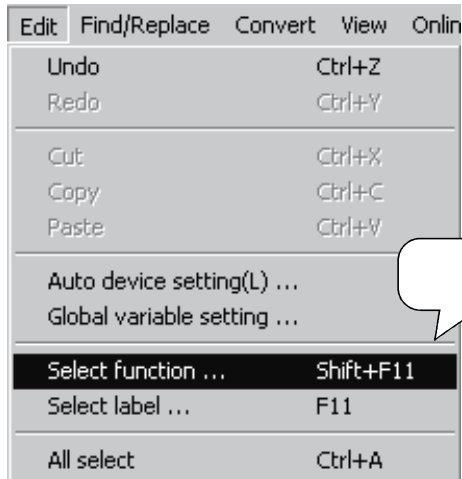 Edit Find/Replace Convert View Onlin
Undo Ctrl+Z
Redo Ctrl+Y
Cut Ctrl+X
Copy Ctrl+C
Paste Ctrl+V
Auto device setting(L) ...
Global variable setting ...
Select function ... Shift+F11
Select label ... F11
All select Ctrl+A